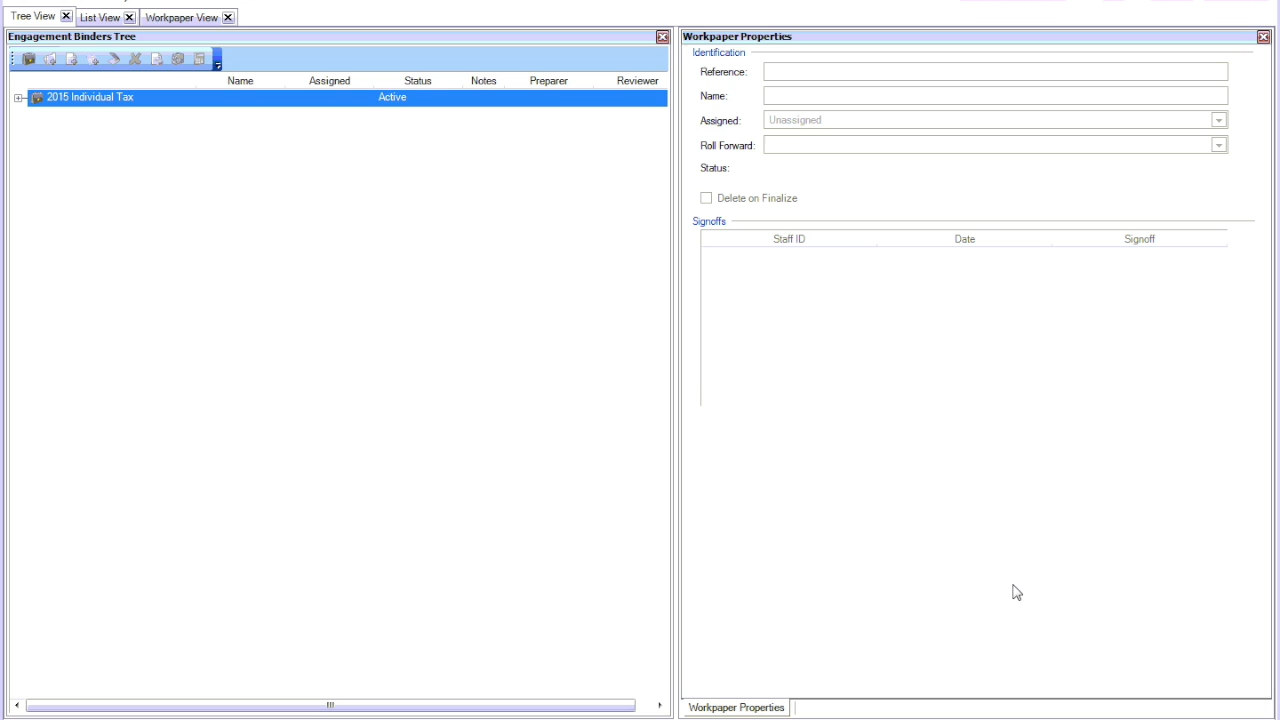 Tree View
List View
Workpaper View
Engagement Binders Tree
Name Assigned Status Notes Preparer Reviewer
2015 Individual Tax Active
Workpaper Properties
Identification
Reference:
Name:
Assigned: Unassigned
Roll Forward:
Status:
Delete on Finalize
Signoffs
Staff ID Date Signoff
Workpaper Properties